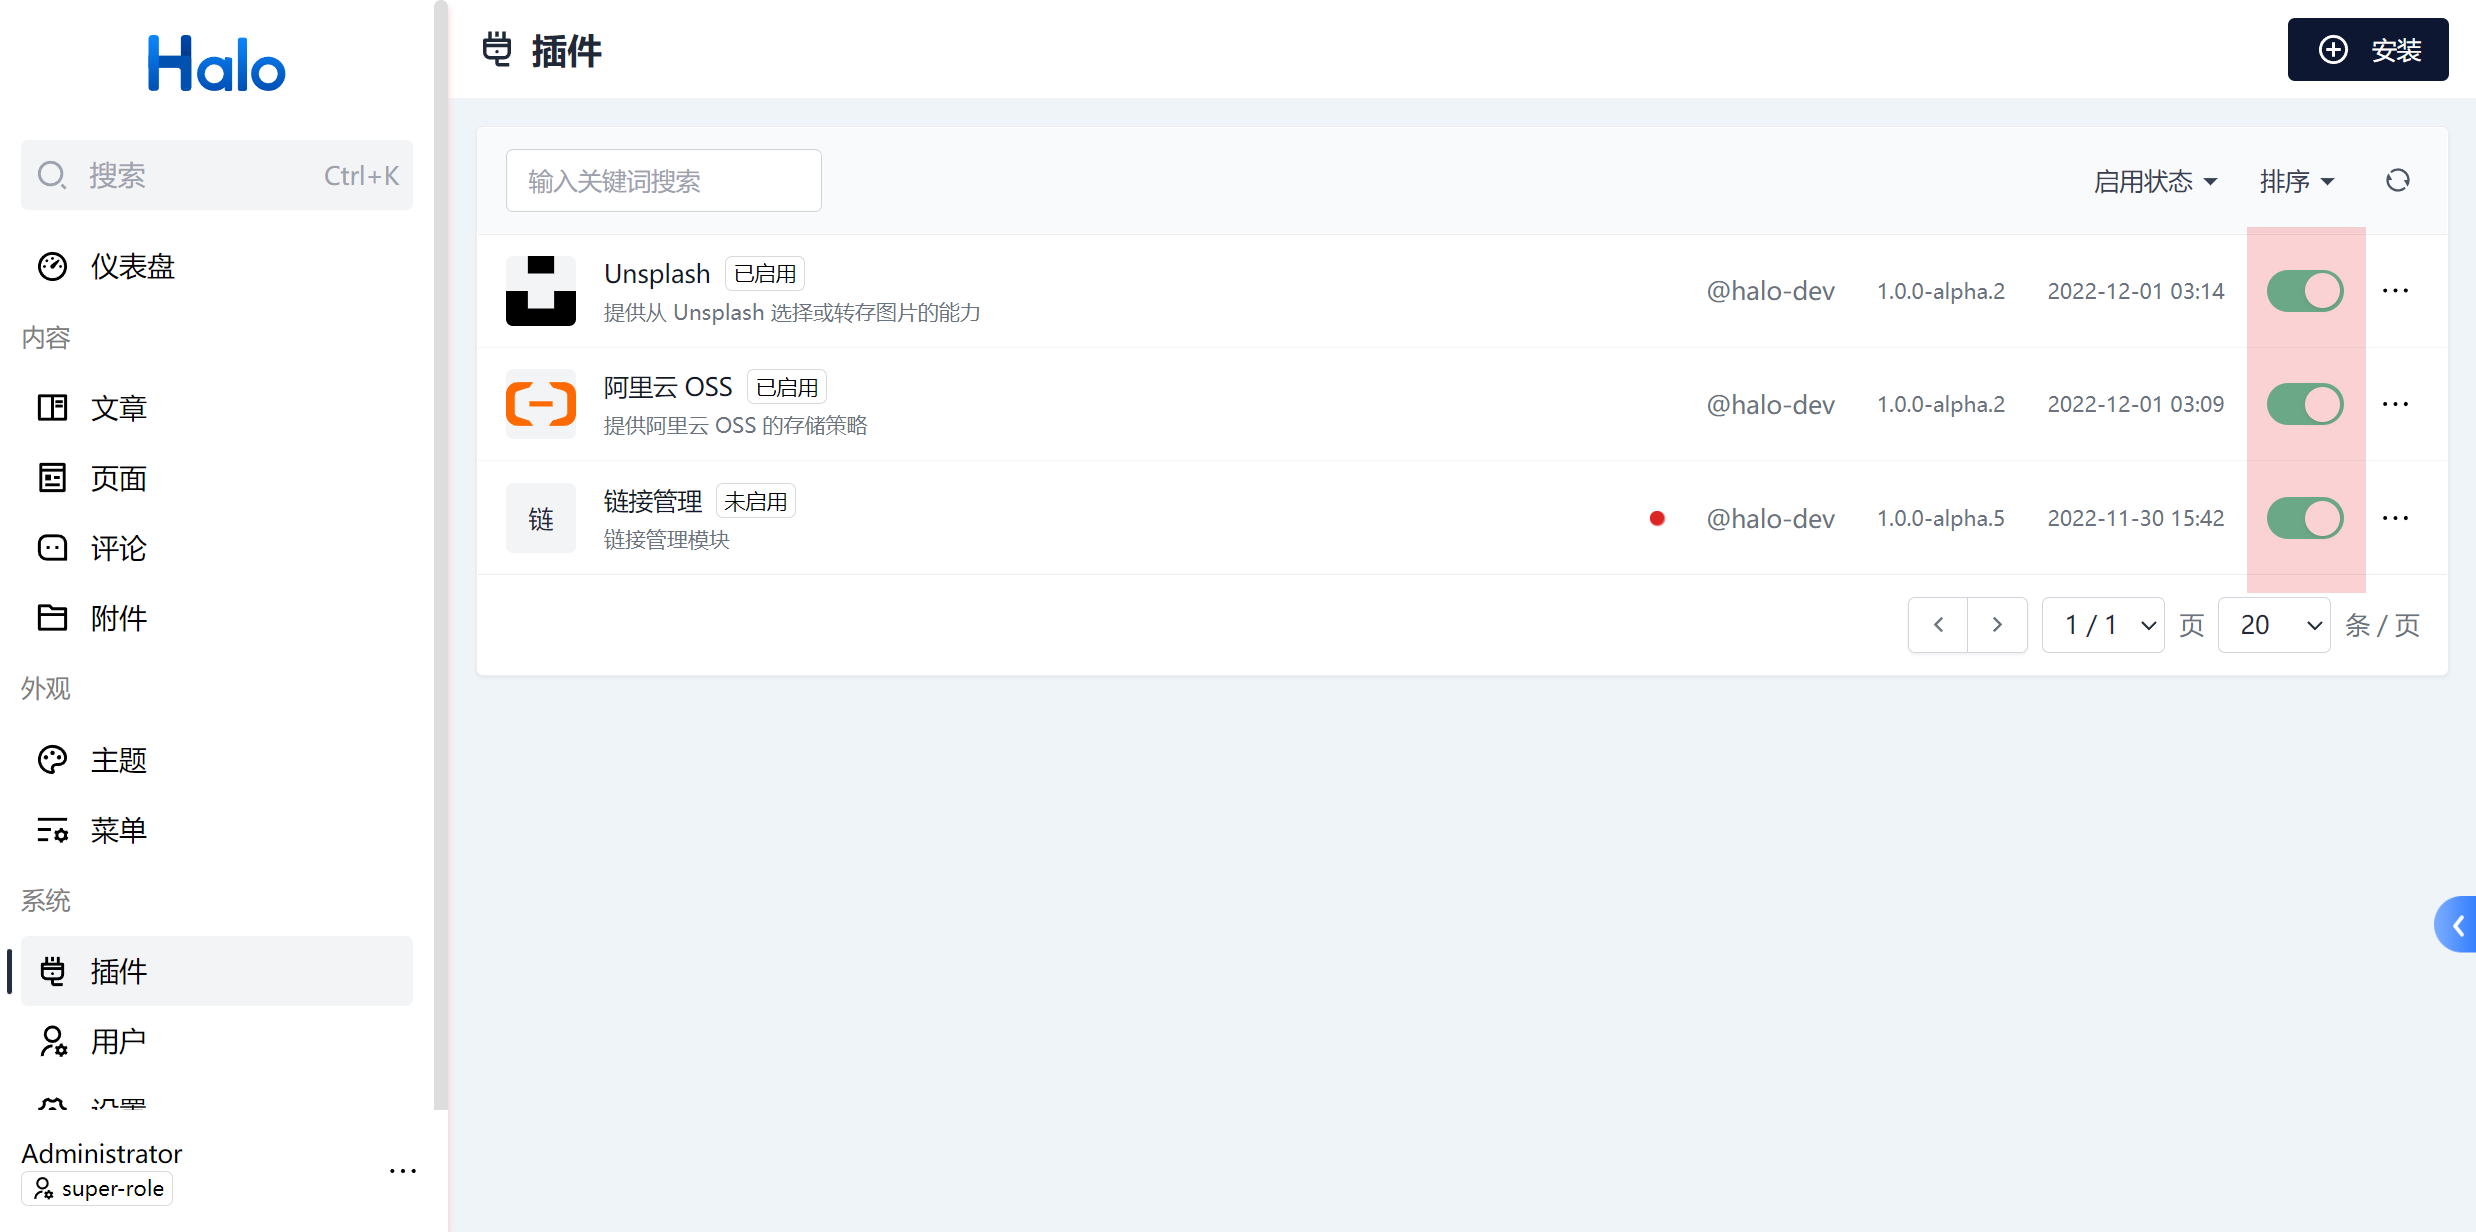 Halo
搜索 Ctrl+K
仪表盘
内容
文章
页面
评论
附件
外观
主题
菜单
系统
插件
用户
设置
Administrator
super-role
插件
安装
输入关键词搜索 启用状态 排序
Unsplash 已启用
提供从 Unsplash 选择或转存图片的能力
@halo-dev 1.0.0-alpha.2 2022-12-01 03:14
阿里云 OSS 已启用
提供阿里云 OSS 的存储策略
@halo-dev 1.0.0-alpha.2 2022-12-01 03:09
链
链接管理 未启用
链接管理模块
@halo-dev 1.0.0-alpha.5 2022-11-30 15:42
1 / 1 页 20 条 / 页